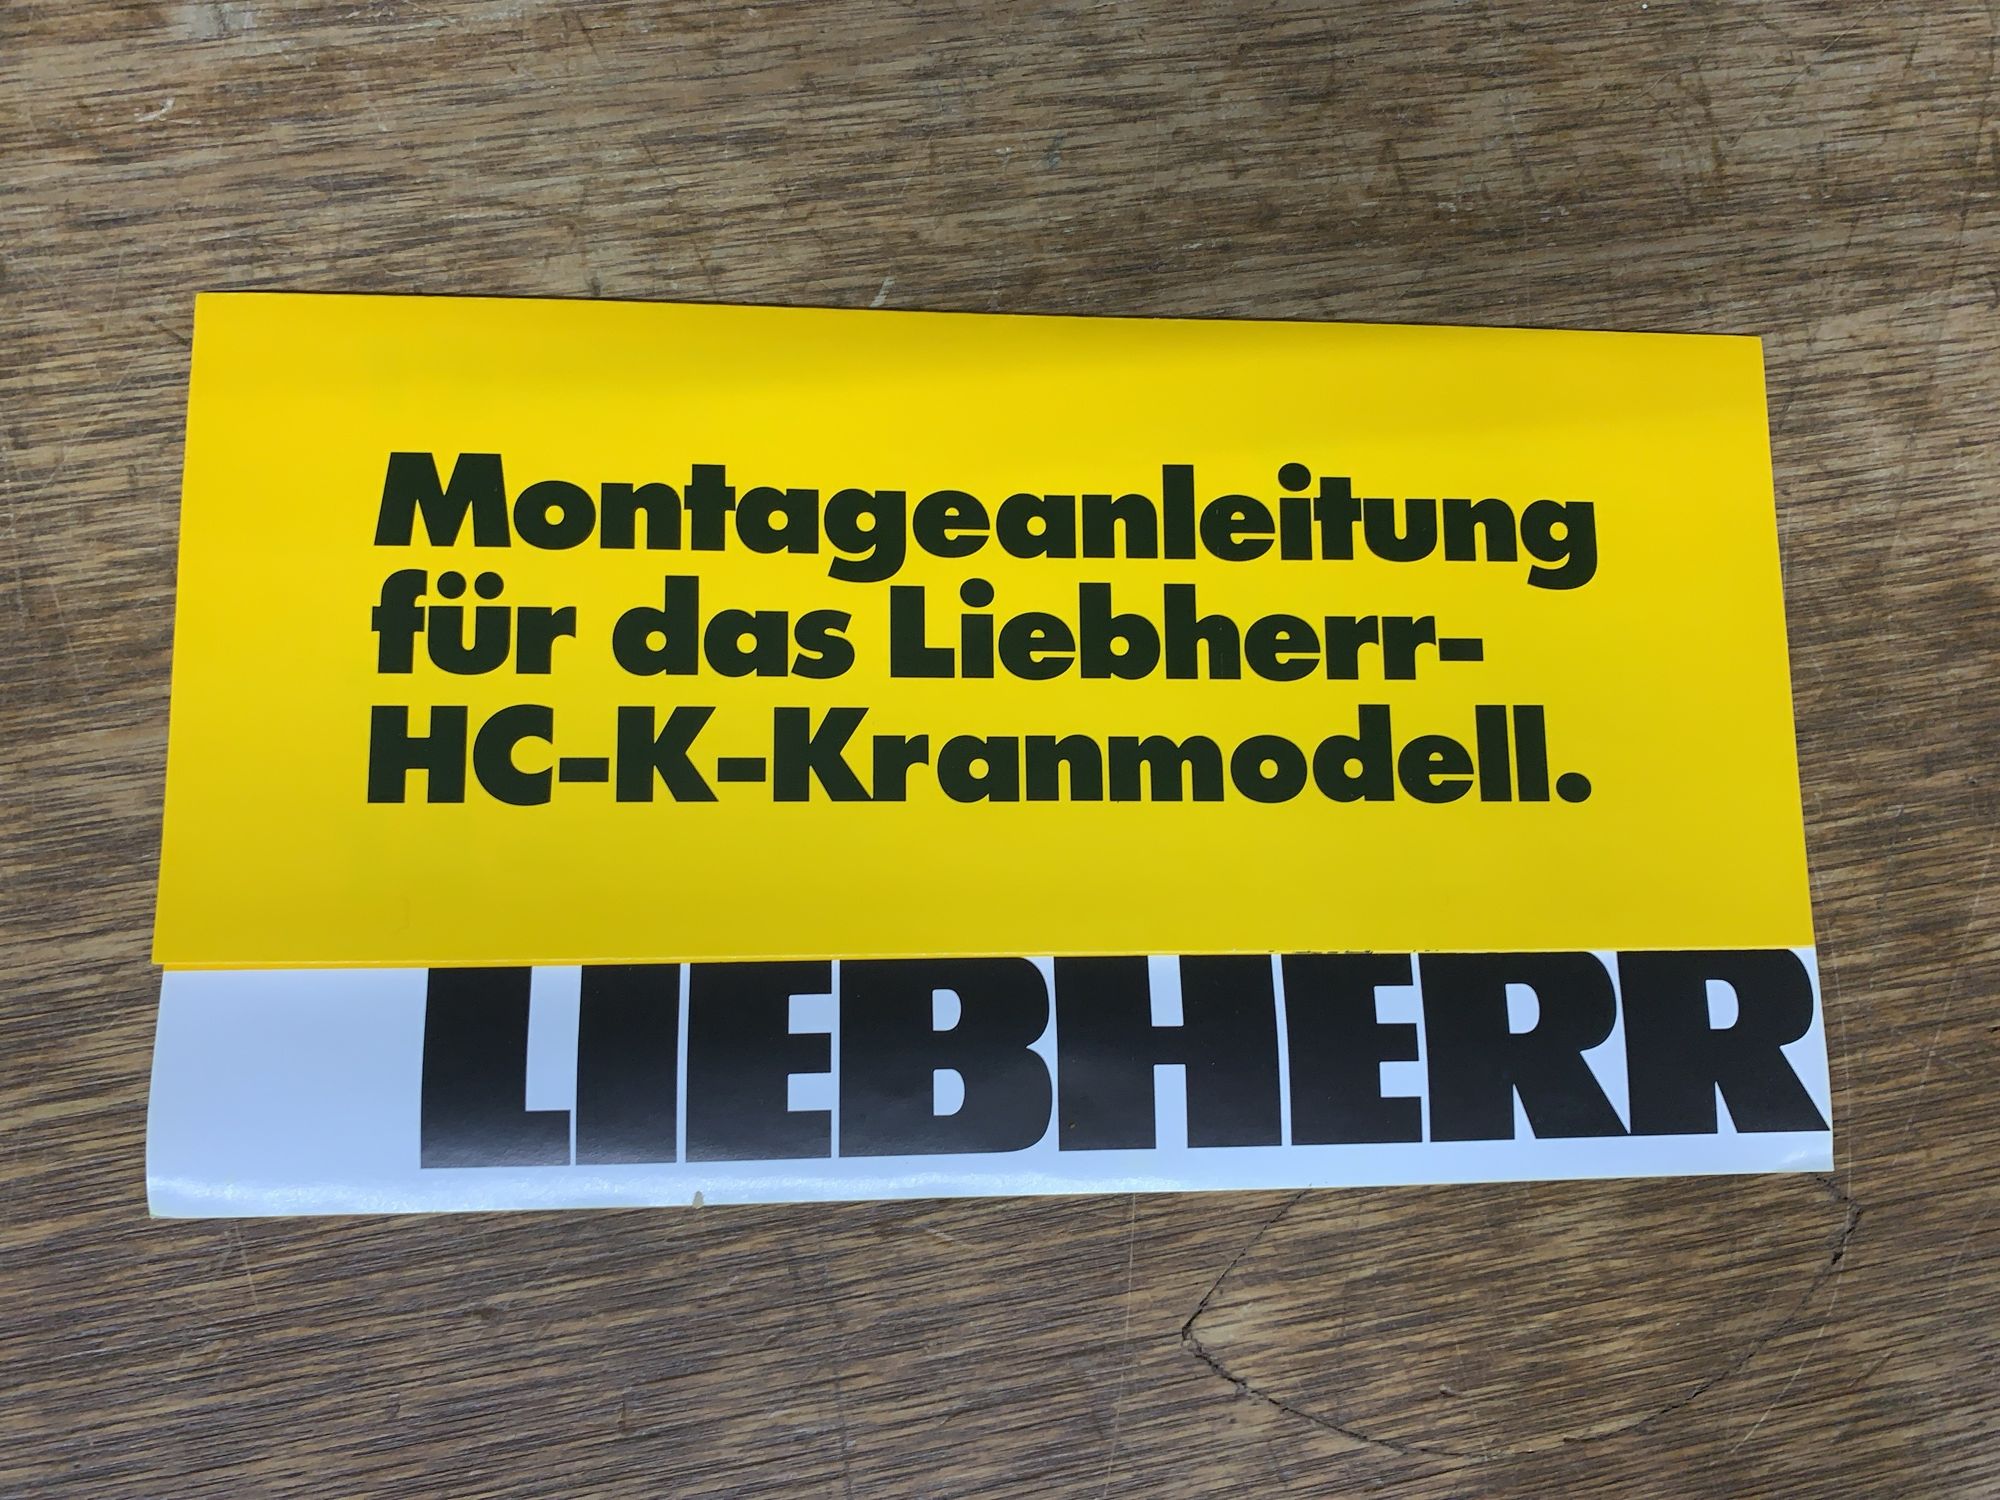 Montageanleitung
für das Liebherr-
HC-K-Kranmodell.
LIEBHERR